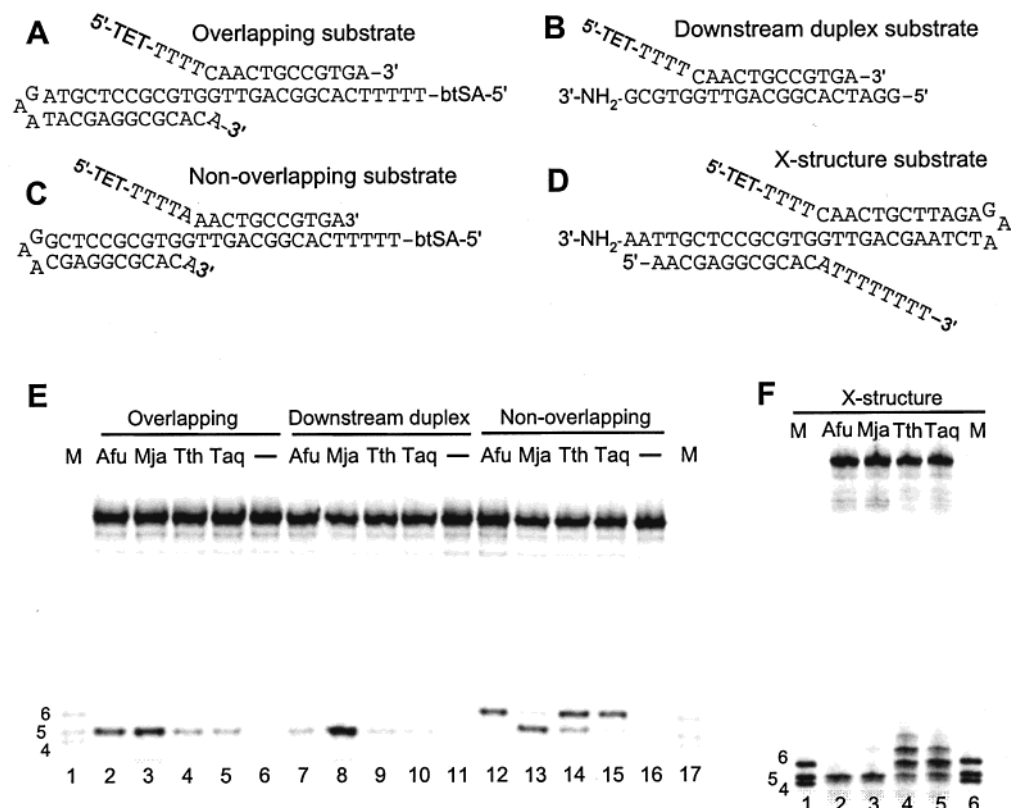 A
Overlapping substrate
5'-TET-TTTT
CAACTGCCGTGA-3'
G ATGCTCCGCGTGGTTGACGGCACTTTTT-btSA-5'
A
A TACGAGGCGCACA-3'
B
Downstream duplex substrate
5'-TET-TTTT
CAACTGCCGTGA-3'
3'-NH2-GCGTGGTTGACGGCACTAGG-5'
C
Non-overlapping substrate
5'-TET-TTTTA
AACTGCCGTGA3'
G GCTCCGCGTGGTTGACGGCACTTTTT-btSA-5'
A
A CGAGGCGCACA3'
D
X-structure substrate
5'-TET-TTTT
CAACTGCTTAGA G
A
3'-NH2-AATTGCTCCGCGTGGTTGACGAATCT A
5'-AACGAGGCGCACATTTTTTTTT-3'
E
Overlapping Downstream duplex Non-overlapping
M Afu Mja Tth Taq — Afu Mja Tth Taq — Afu Mja Tth Taq — M
6
5
4
1 2 3 4 5 6 7 8 9 10 11 12 13 14 15 16 17
F
X-structure
M Afu Mja Tth Taq M
6
5
4
1 2 3 4 5 6